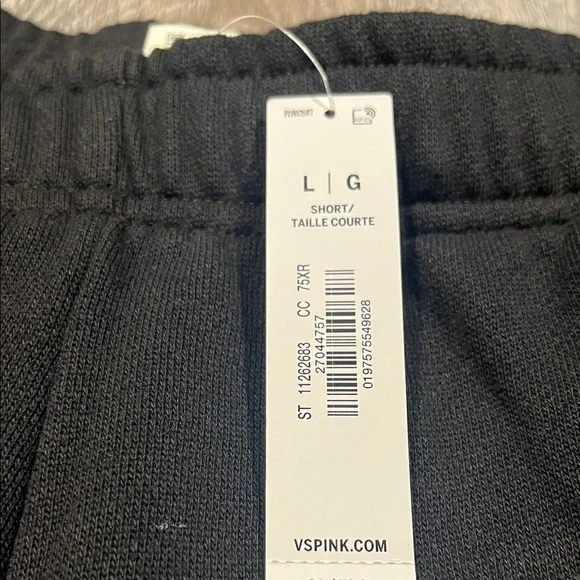 L | G
SHORT/
TAILLE COURTE
ST 11262683 CC 75XR
27044757
0197575549628
VSPINK.COM